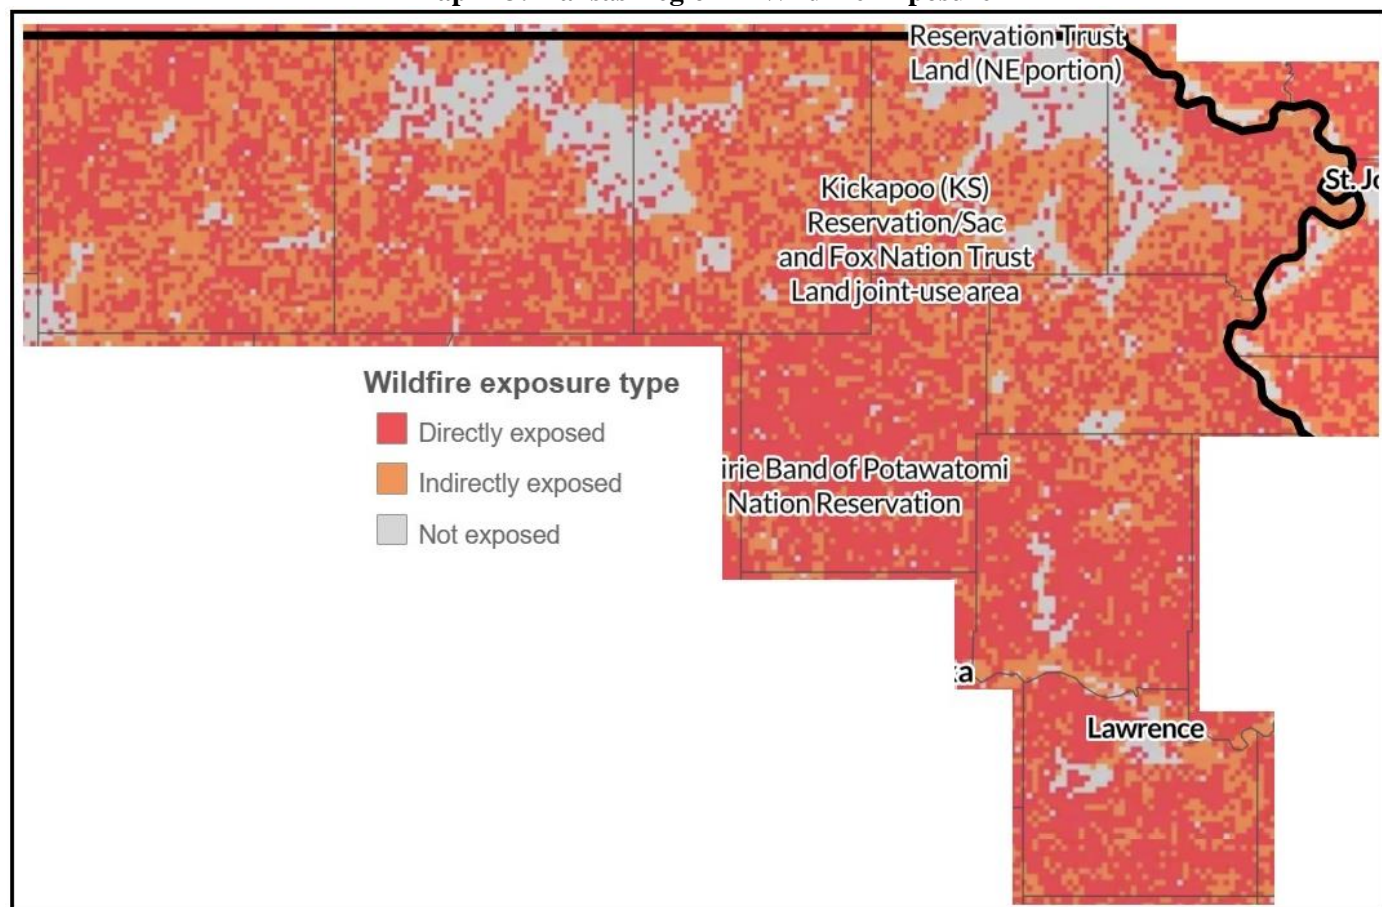 Reservation Trust
Land (NE portion)
St. Jo
Kickapoo (KS)
Reservation/Sac
and Fox Nation Trust
Land joint-use area
Wildfire exposure type
Directly exposed
Indirectly exposed
Not exposed
irie Band of Potawatomi
Nation Reservation
ka
Lawrence